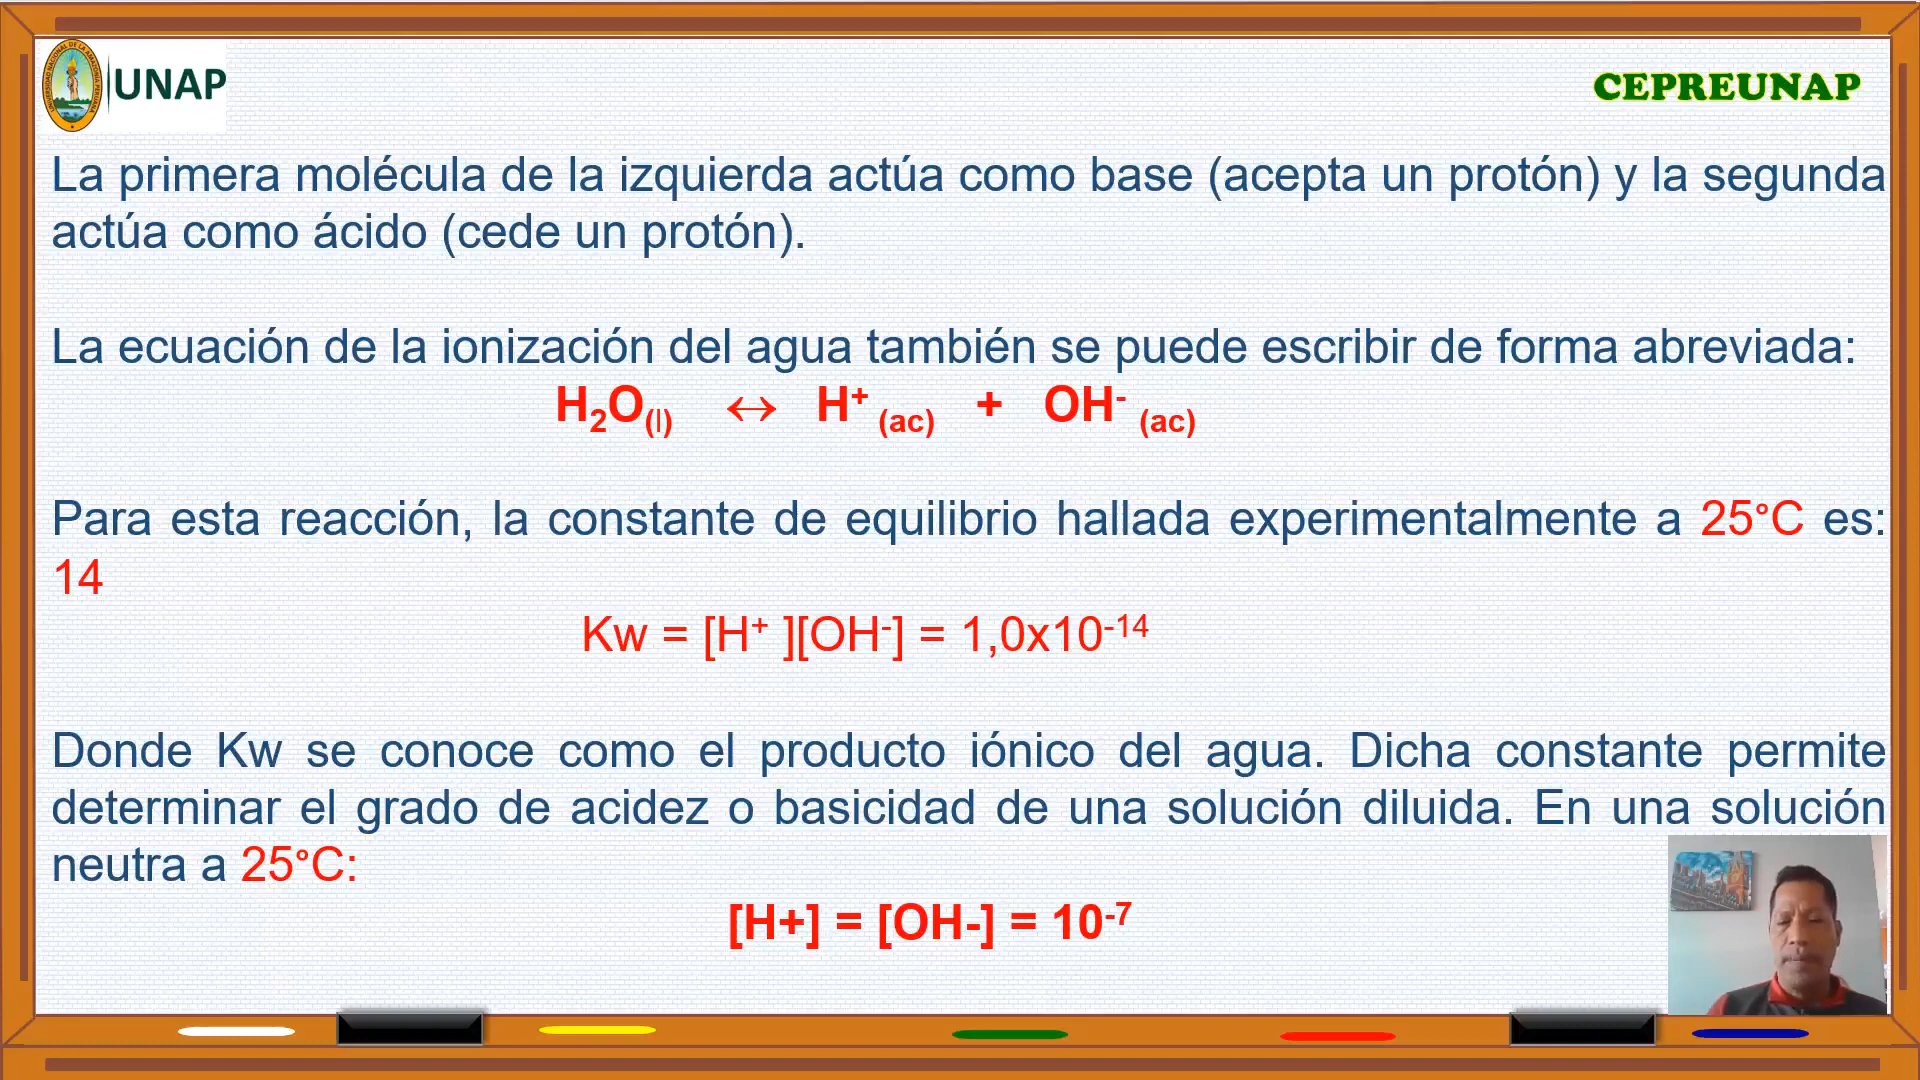 UNAP
CEPREUNAP
La primera molécula de la izquierda actúa como base (acepta un protón) y la segunda
actúa como ácido (cede un protón).
La ecuación de la ionización del agua también se puede escribir de forma abreviada:
H₂O(l) ↔ H⁺ (ac) + OH⁻ (ac)
Para esta reacción, la constante de equilibrio hallada experimentalmente a 25°C es:
14
Kw = [H⁺ ][OH⁻] = 1,0x10⁻¹⁴
Donde Kw se conoce como el producto iónico del agua. Dicha constante permite
determinar el grado de acidez o basicidad de una solución diluida. En una solución
neutra a 25°C:
[H+] = [OH-] = 10⁻⁷